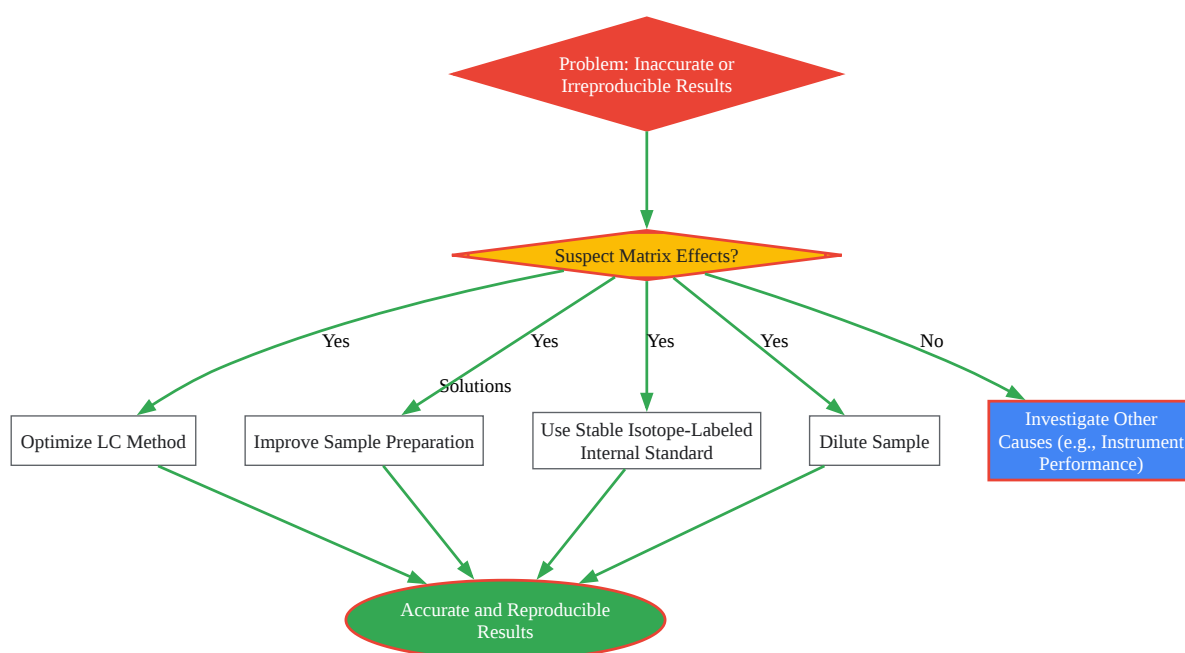 Problem: Inaccurate or
Irreproducible Results
Suspect Matrix Effects?
Yes
Yes
Yes
Yes
No
Solutions
Optimize LC Method
Improve Sample Preparation
Use Stable Isotope-Labeled
Internal Standard
Dilute Sample
Investigate Other
Causes (e.g., Instrument
Performance)
Accurate and Reproducible
Results